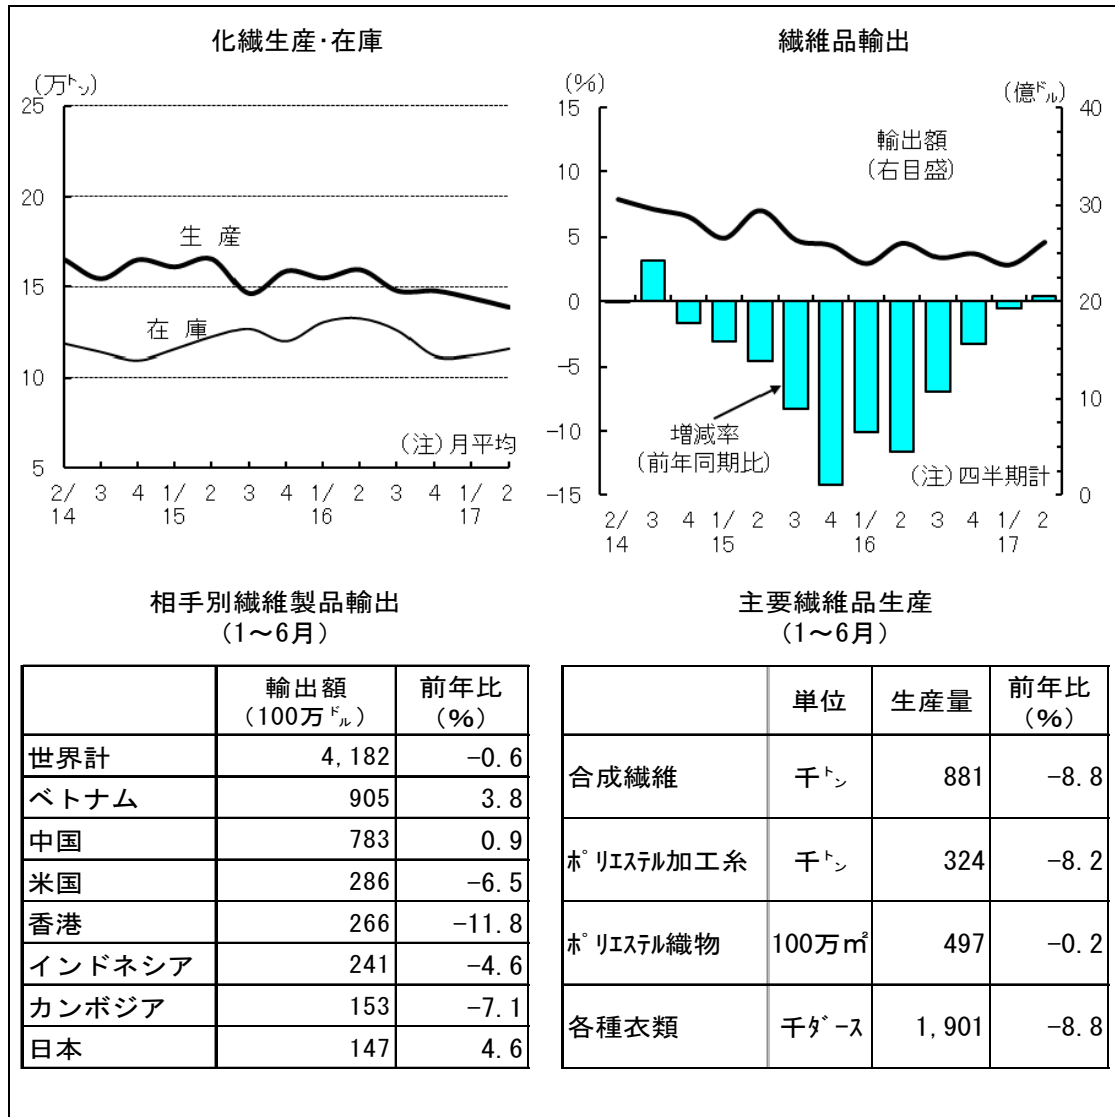 化繊生産・在庫
(万トン)
25
20
15
10
5
生 産
在 庫
(注)月平均
2/ 3 4 1/ 2 3 4 1/ 2 3 4 1/ 2
14 15 16 17
繊維品輸出
(%) (億ドル)
15 40
10 30
5
0 20
-5
10
-10
-15 0
輸出額
(右目盛)
増減率
(前年同期比)
(注)四半期計
2/ 3 4 1/ 2 3 4 1/ 2 3 4 1/ 2
14 15 16 17
相手別繊維製品輸出
(1～6月)
輸出額 前年比
(100万ドル) (%)
世界計 4,182 -0.6
ベトナム 905 3.8
中国 783 0.9
米国 286 -6.5
香港 266 -11.8
インドネシア 241 -4.6
カンボジア 153 -7.1
日本 147 4.6
主要繊維品生産
(1～6月)
単位 生産量 前年比
(%)
合成繊維 千トン 881 -8.8
ﾎﾟﾘｴｽﾃﾙ加工糸 千トン 324 -8.2
ﾎﾟﾘｴｽﾃﾙ織物 100万㎡ 497 -0.2
各種衣類 千ﾀﾞｰｽ 1,901 -8.8